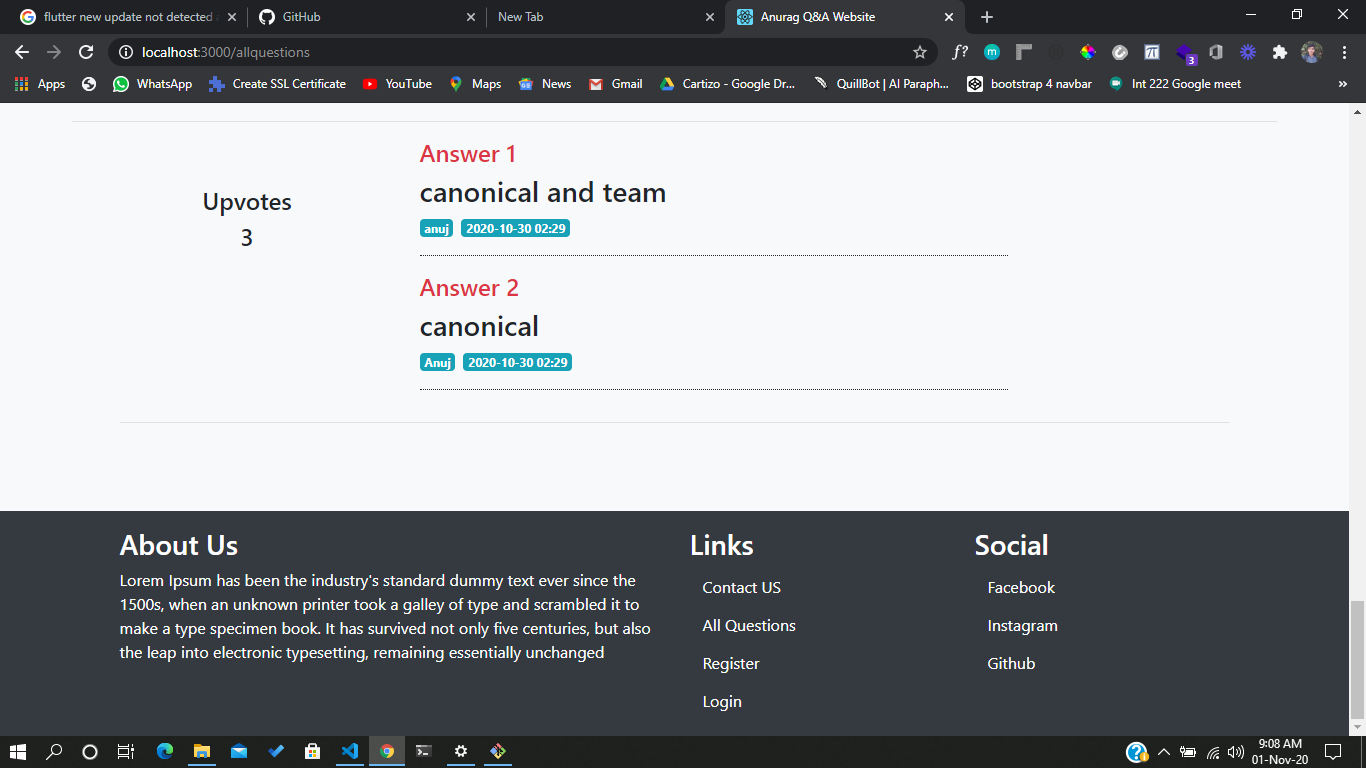 flutter new update not detected
GitHub
New Tab
Anurag Q&A Website
localhost:3000/allquestions
f?
m
3
Apps
WhatsApp
Create SSL Certificate
YouTube
Maps
News
Gmail
Cartizo - Google Dr...
QuillBot | AI Paraph...
bootstrap 4 navbar
Int 222 Google meet
»
Upvotes
3
Answer 1
canonical and team
anuj 2020-10-30 02:29
Answer 2
canonical
Anuj 2020-10-30 02:29
About Us
Lorem Ipsum has been the industry's standard dummy text ever since the
1500s, when an unknown printer took a galley of type and scrambled it to
make a type specimen book. It has survived not only five centuries, but also
the leap into electronic typesetting, remaining essentially unchanged
Links
Contact US
All Questions
Register
Login
Social
Facebook
Instagram
Github
9:08 AM
01-Nov-20